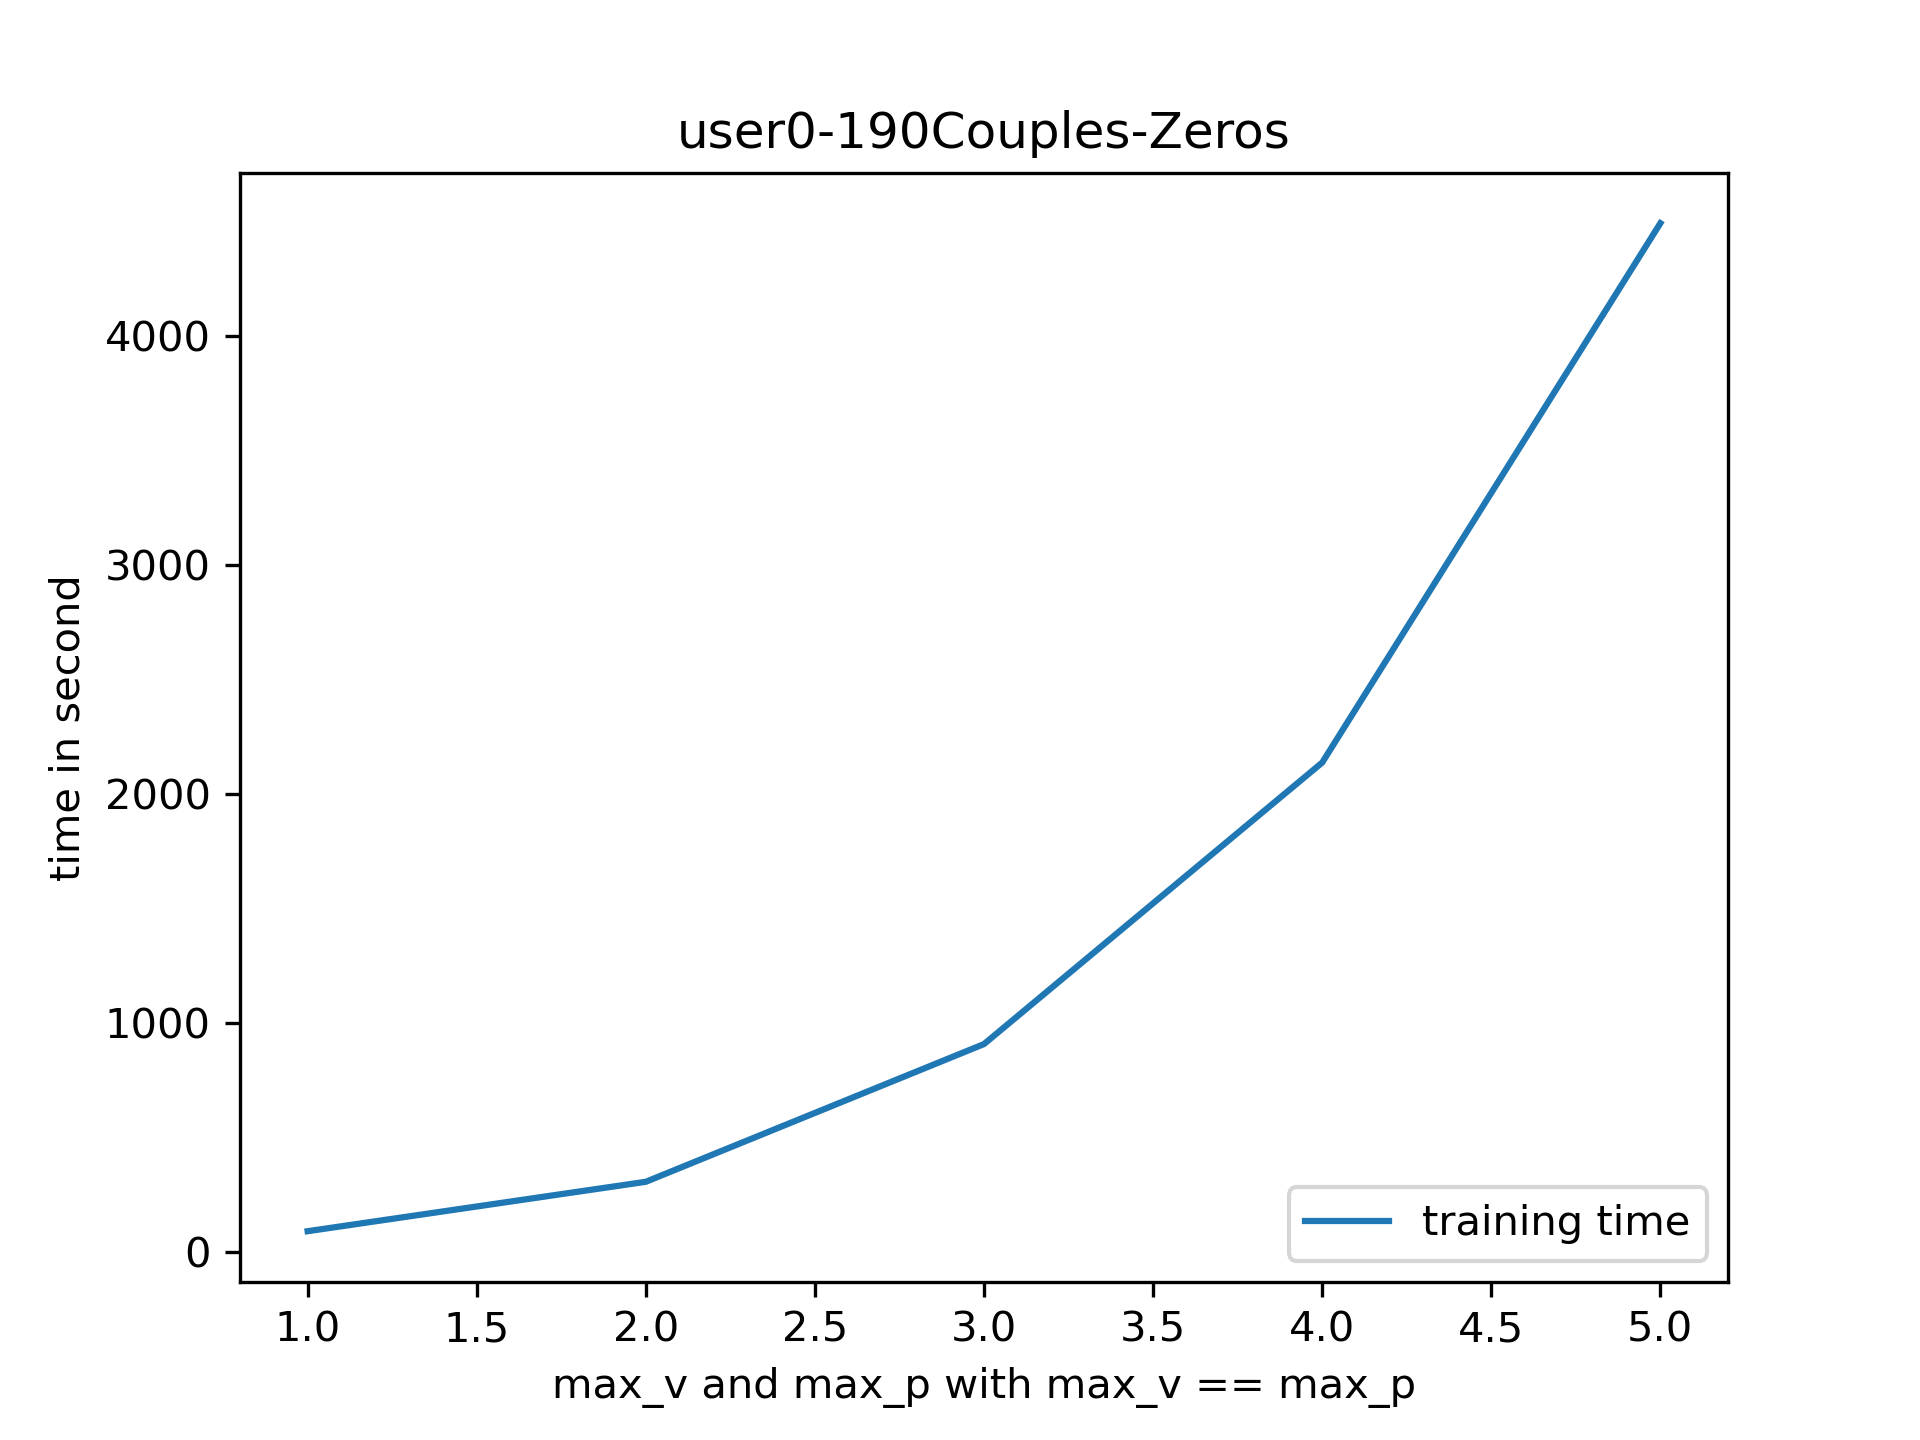 user0-190Couples-Zeros
time in second
4000
3000
2000
1000
0
training time
1.0 1.5 2.0 2.5 3.0 3.5 4.0 4.5 5.0
max_v and max_p with max_v == max_p